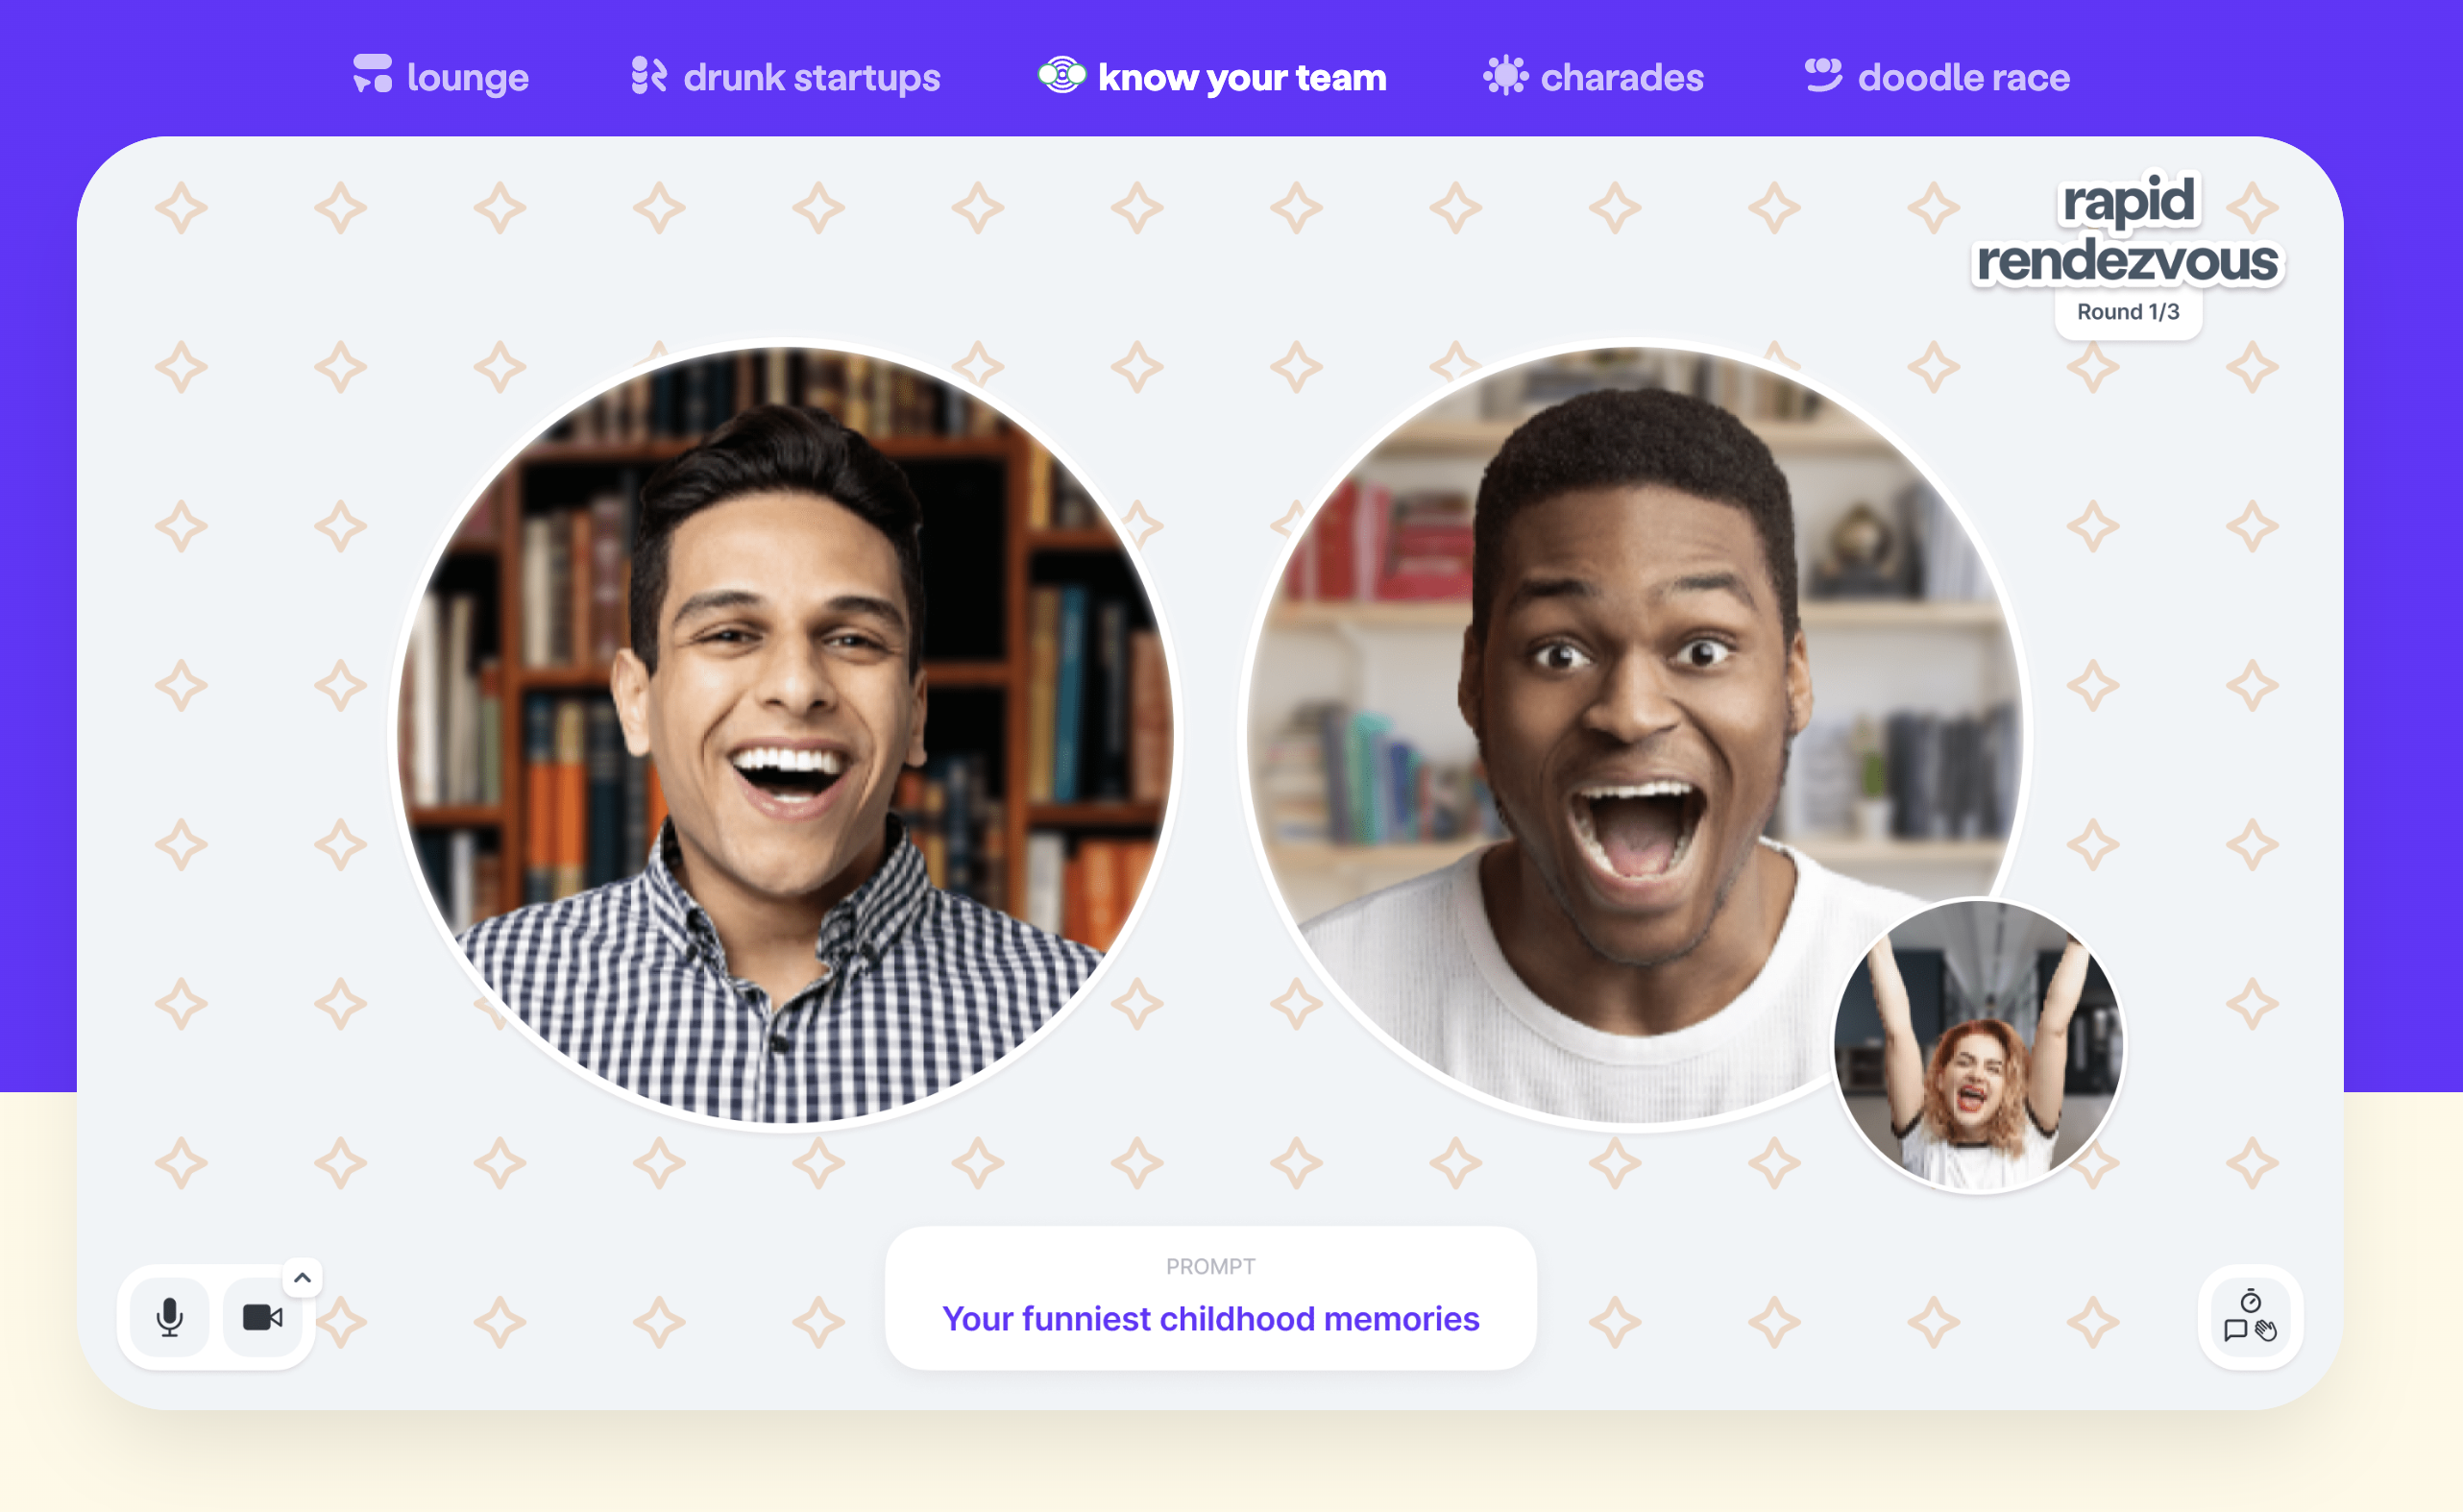 lounge
drunk startups
know your team
charades
doodle race
rapid
rendezvous
Round 1/3
PROMPT
Your funniest childhood memories